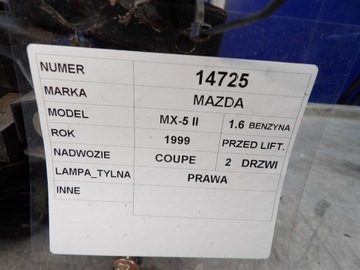 NUMER 14725
MARKA MAZDA
MODEL MX-5 II 1.6 BENZYNA
ROK 1999 PRZED LIFT.
NADWOZIE COUPE 2 DRZWI
LAMPA_TYLNA PRAWA
INNE